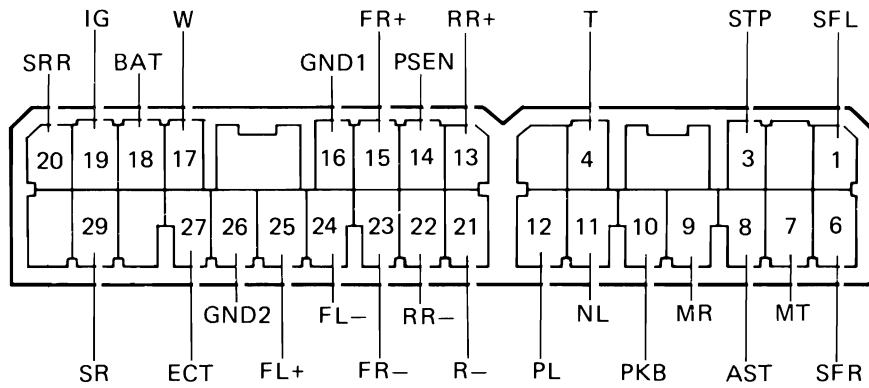 IG W FR+ RR+ T STP SFL
SRR BAT GND1 PSEN
20 19 18 17 16 15 14 13 4 3 1
29 27 26 25 24 23 22 21 12 11 10 9 8 7 6
GND2 FL− RR− NL MR MT
SR ECT FL+ FR− R− PL PKB AST SFR